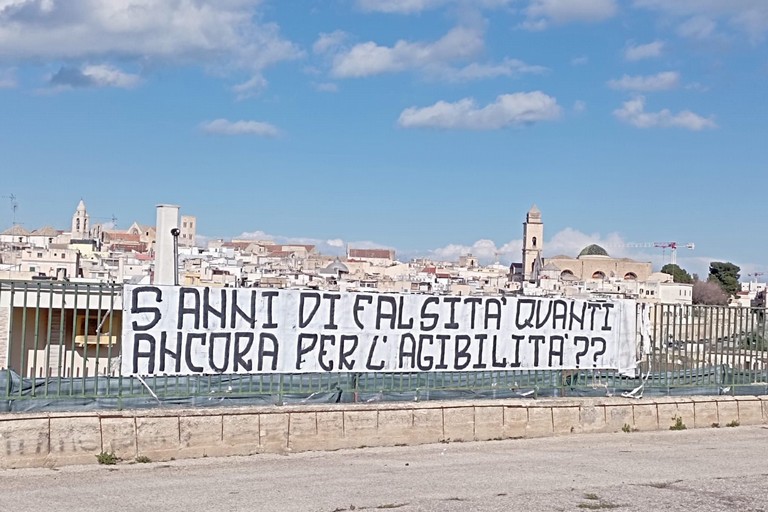 5 ANNI DI FALSITA' QUANTI
ANCORA PER L'AGIBILITA'??